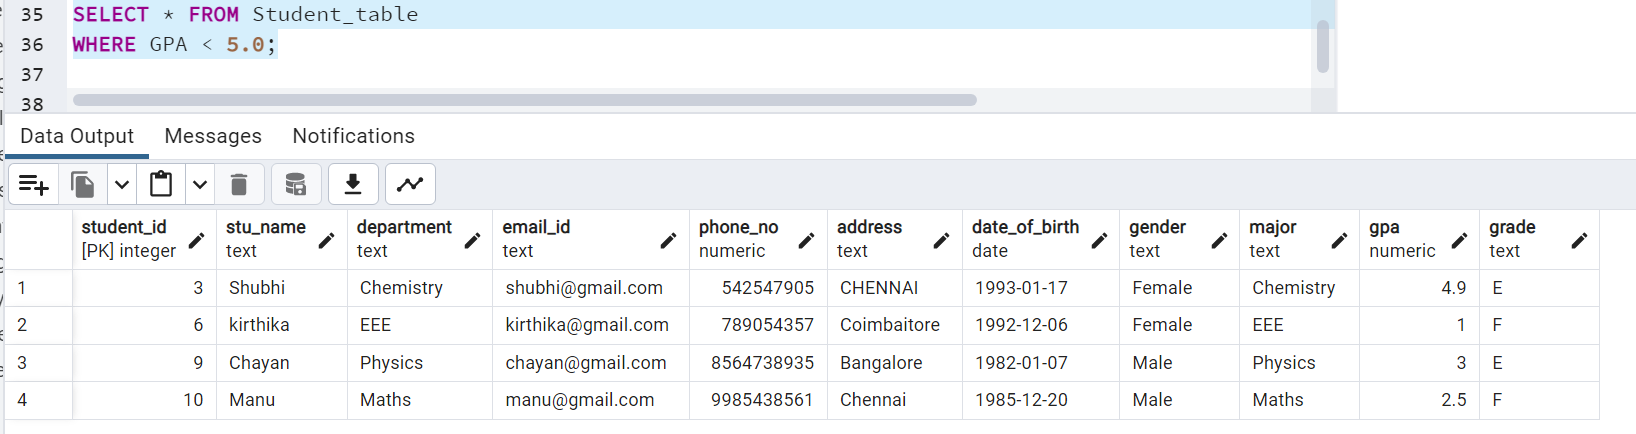 35 SELECT * FROM Student_table
36 WHERE GPA < 5.0;
37
38
Data Output Messages Notifications
student_id stu_name department email_id phone_no address date_of_birth gender major gpa grade
[PK] integer text text text numeric text date text text numeric text
1 3 Shubhi Chemistry shubhi@gmail.com 542547905 CHENNAI 1993-01-17 Female Chemistry 4.9 E
2 6 kirthika EEE kirthika@gmail.com 789054357 Coimbaitore 1992-12-06 Female EEE 1 F
3 9 Chayan Physics chayan@gmail.com 8564738935 Bangalore 1982-01-07 Male Physics 3 E
4 10 Manu Maths manu@gmail.com 9985438561 Chennai 1985-12-20 Male Maths 2.5 F